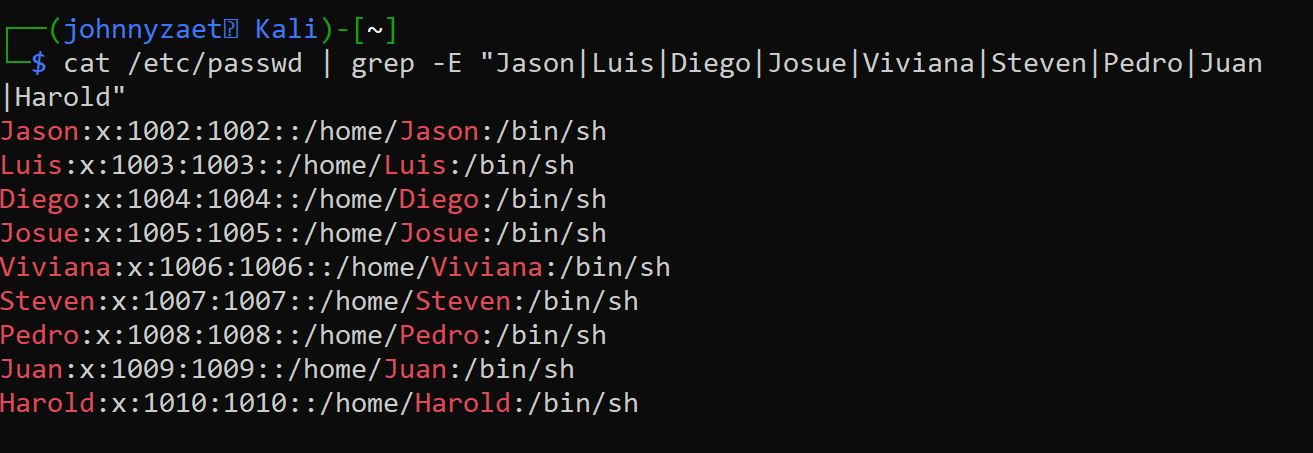 ┌──(johnnyzaet㉿ Kali)-[~]
└─$ cat /etc/passwd | grep -E "Jason|Luis|Diego|Josue|Viviana|Steven|Pedro|Juan
|Harold"
Jason:x:1002:1002::/home/Jason:/bin/sh
Luis:x:1003:1003::/home/Luis:/bin/sh
Diego:x:1004:1004::/home/Diego:/bin/sh
Josue:x:1005:1005::/home/Josue:/bin/sh
Viviana:x:1006:1006::/home/Viviana:/bin/sh
Steven:x:1007:1007::/home/Steven:/bin/sh
Pedro:x:1008:1008::/home/Pedro:/bin/sh
Juan:x:1009:1009::/home/Juan:/bin/sh
Harold:x:1010:1010::/home/Harold:/bin/sh